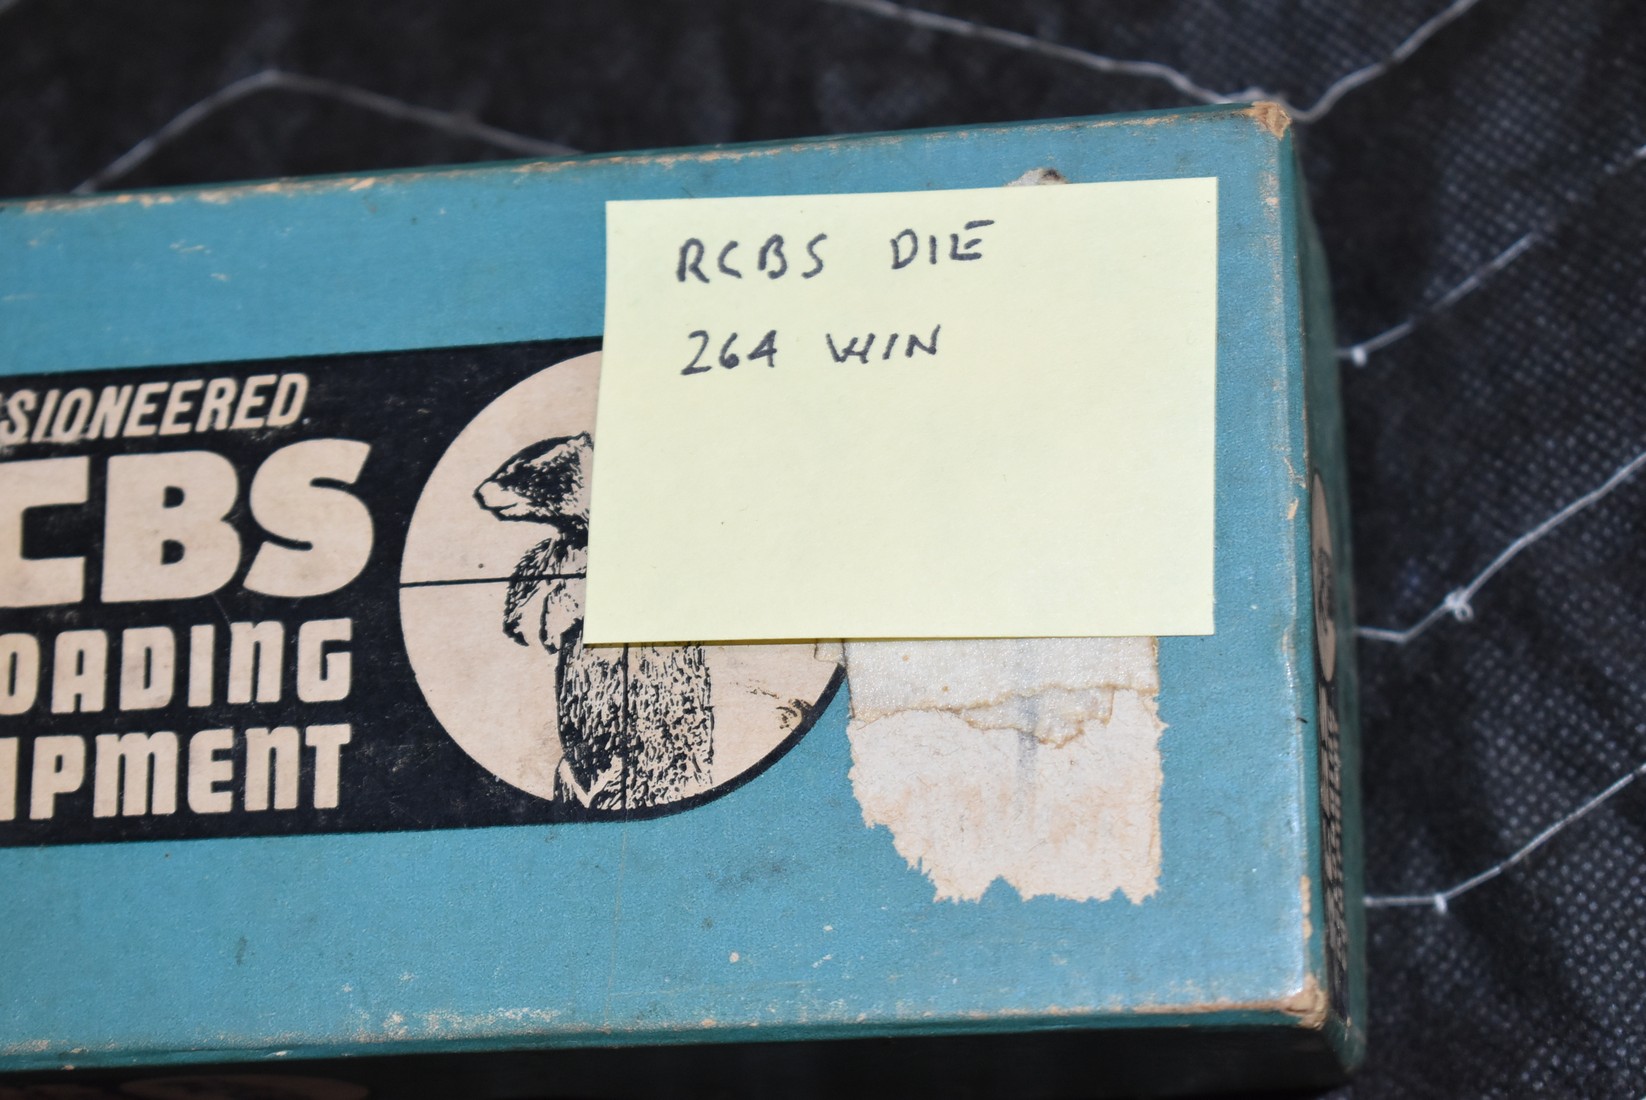 RCBS DIE
264 WIN
SIONEERED
CBS
OADING
IPMENT